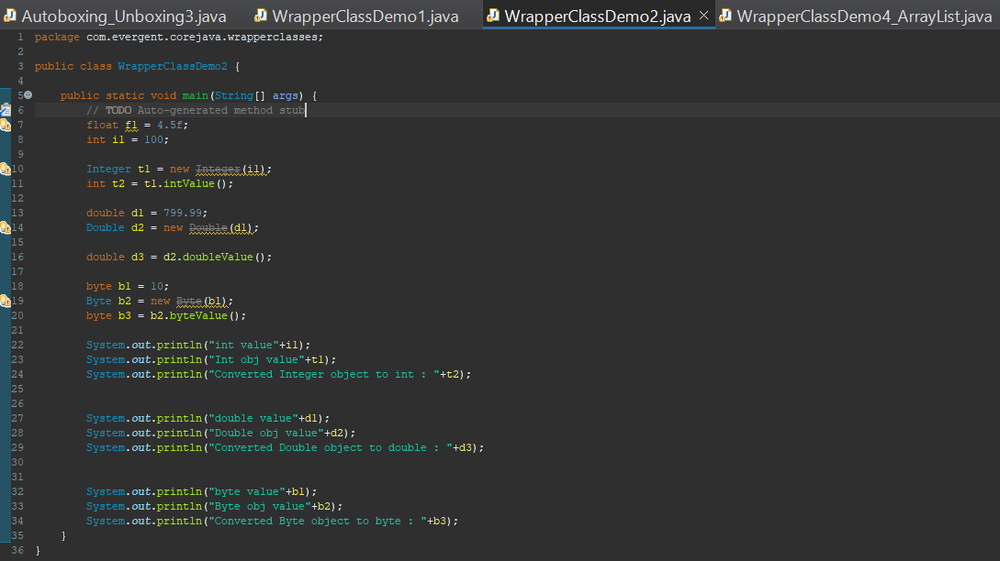 Autoboxing_Unboxing3.java WrapperClassDemo1.java WrapperClassDemo2.java WrapperClassDemo4_ArrayList.java
1 package com.evergent.corejava.wrapperclasses;
2
3 public class WrapperClassDemo2 {
4
5 public static void main(String[] args) {
6 // TODO Auto-generated method stub
7 float f1 = 4.5f;
8 int i1 = 100;
9
10 Integer t1 = new Integer(i1);
11 int t2 = t1.intValue();
12
13 double d1 = 799.99;
14 Double d2 = new Double(d1);
15
16 double d3 = d2.doubleValue();
17
18 byte b1 = 10;
19 Byte b2 = new Byte(b1);
20 byte b3 = b2.byteValue();
21
22 System.out.println("int value"+i1);
23 System.out.println("Int obj value"+t1);
24 System.out.println("Converted Integer object to int : "+t2);
25
26
27 System.out.println("double value"+d1);
28 System.out.println("Double obj value"+d2);
29 System.out.println("Converted Double object to double : "+d3);
30
31
32 System.out.println("byte value"+b1);
33 System.out.println("Byte obj value"+b2);
34 System.out.println("Converted Byte object to byte : "+b3);
35 }
36 }